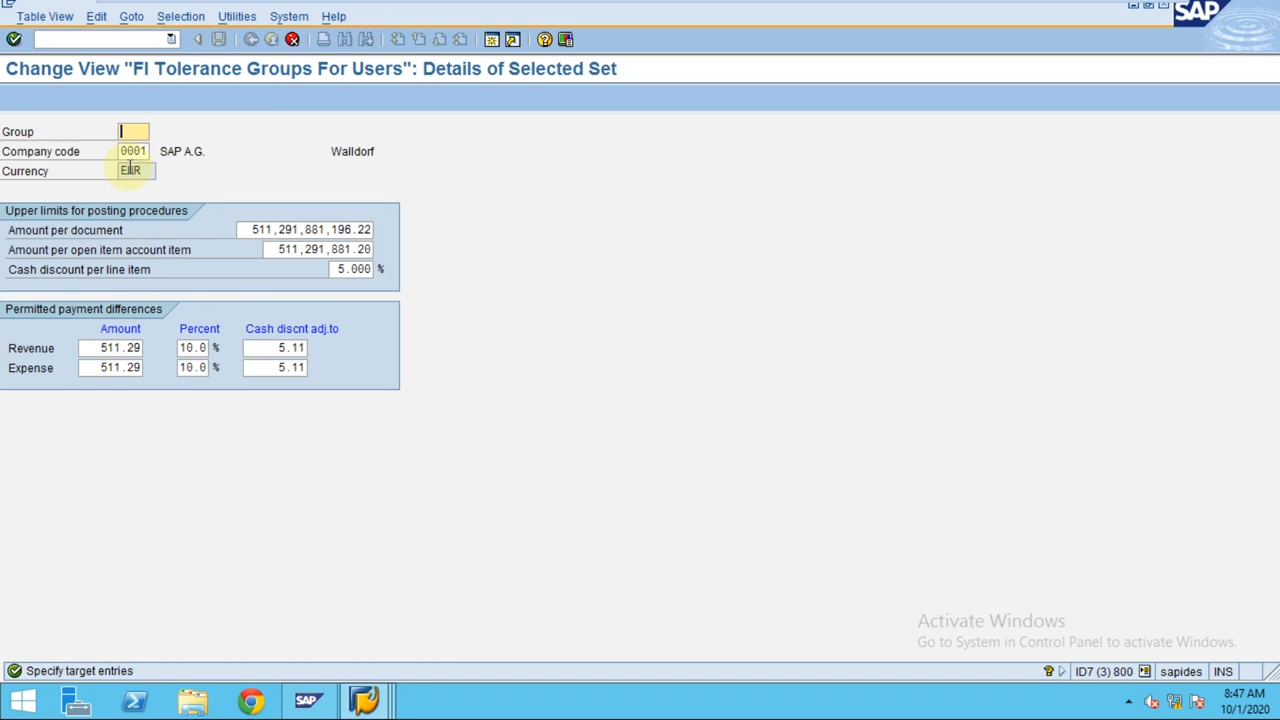 Table View Edit Goto Selection Utilities System Help
SAP
Change View "FI Tolerance Groups For Users": Details of Selected Set
Group
Company code 0001 SAP A.G. Walldorf
Currency EUR
Upper limits for posting procedures
Amount per document 511,291,881,196.22
Amount per open item account item 511,291,881.20
Cash discount per line item 5.000 %
Permitted payment differences
Amount Percent Cash discnt adj.to
Revenue 511.29 10.0 % 5.11
Expense 511.29 10.0 % 5.11
Activate Windows
Go to System in Control Panel to activate Windows.
Specify target entries ID7 (3) 800 sapides INS
SAP
8:47 AM
10/1/2020